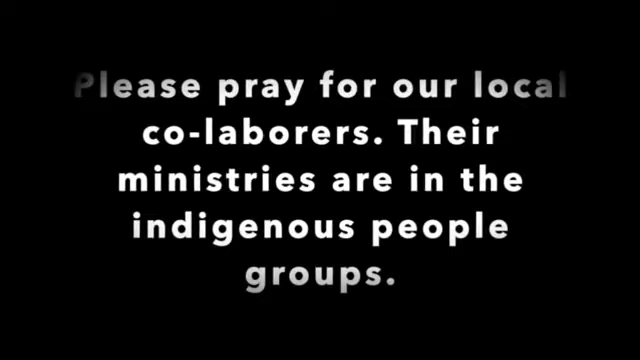 Please pray for our local
co-laborers. Their
ministries are in the
indigenous people
groups.